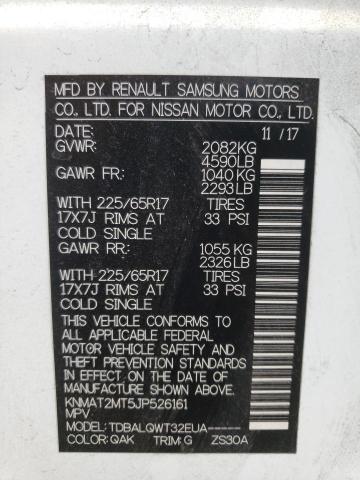 MFD BY RENAULT SAMSUNG MOTORS
CO., LTD. FOR NISSAN MOTOR CO., LTD.
DATE: 11 / 17
GVWR: 2082KG
4590LB
GAWR FR: 1040 KG
2293 LB
WITH 225/65R17 TIRES
17X7J RIMS AT 33 PSI
COLD SINGLE
GAWR RR: 1055 KG
2326 LB
WITH 225/65R17 TIRES
17X7J RIMS AT 33 PSI
COLD SINGLE
THIS VEHICLE CONFORMS TO
ALL APPLICABLE FEDERAL
MOTOR VEHICLE SAFETY AND
THEFT PREVENTION STANDARDS
IN EFFECT ON THE DATE OF
MANUFACTURE SHOWN ABOVE.
KNMAT2MT5JP526161
MPV
MODEL: TDBALQWT32EUA-----
COLOR: QAK TRIM: G ZS30A